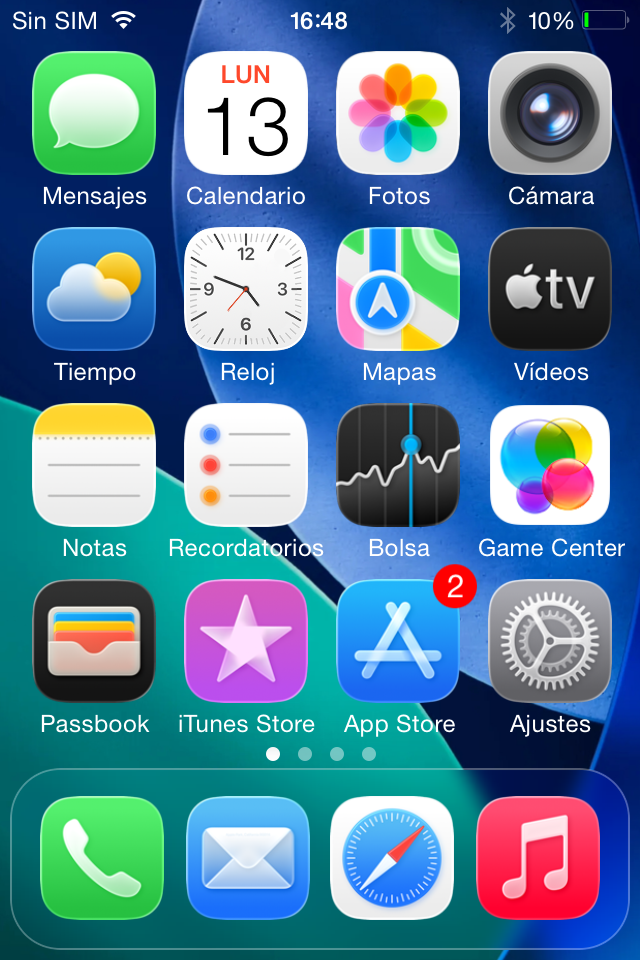 Sin SIM 16:48 10%
LUN
13
Mensajes Calendario Fotos Cámara
12
9 3
6
tv
Tiempo Reloj Mapas Vídeos
Notas Recordatorios Bolsa Game Center
2
Passbook iTunes Store App Store Ajustes